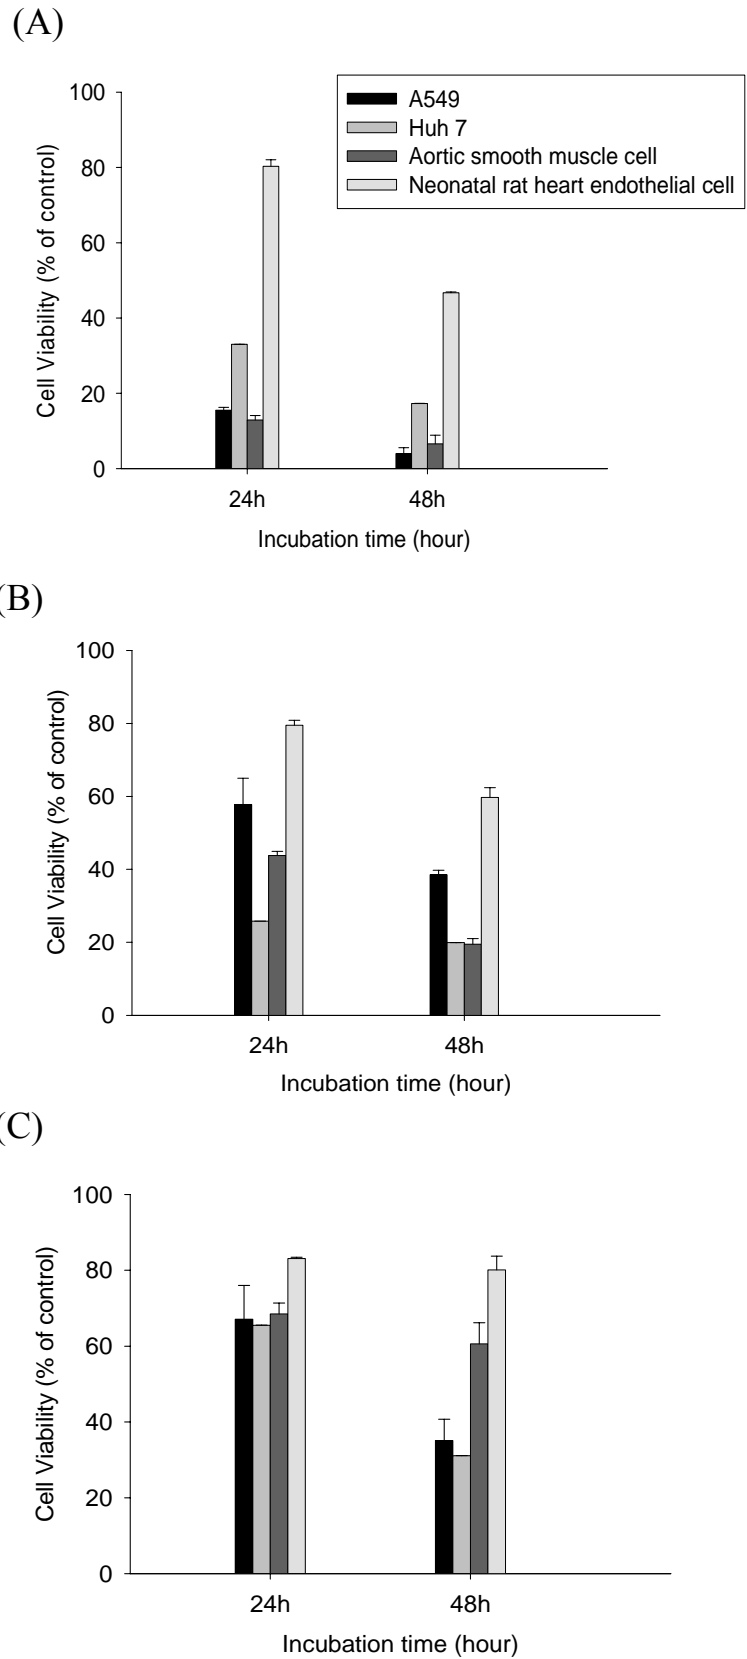 (A)
100
80
60
40
20
0
Cell Viability (% of control)
A549
Huh 7
Aortic smooth muscle cell
Neonatal rat heart endothelial cell
24h
48h
Incubation time (hour)
(B)
100
80
60
40
20
0
Cell Viability (% of control)
24h
48h
Incubation time (hour)
(C)
100
80
60
40
20
0
Cell Viability (% of control)
24h
48h
Incubation time (hour)